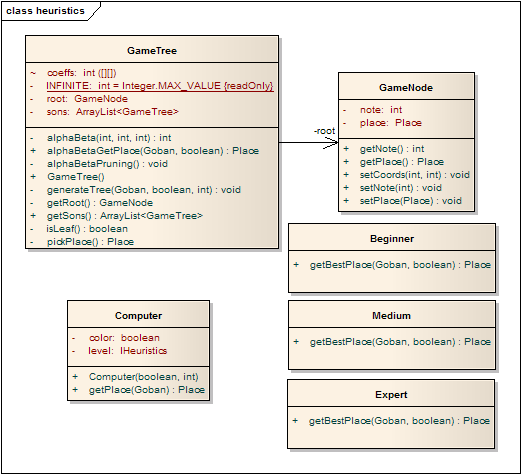 class heuristics
GameTree
~ coeffs: int ([][])
- INFINITE: int = Integer.MAX_VALUE {readOnly}
- root: GameNode
- sons: ArrayList<GameTree>
- alphaBeta(int, int, int) : int
+ alphaBetaGetPlace(Goban, boolean) : Place
- alphaBetaPruning() : void
+ GameTree()
- generateTree(Goban, boolean, int) : void
- getRoot() : GameNode
+ getSons() : ArrayList<GameTree>
- isLeaf() : boolean
- pickPlace() : Place
-root
GameNode
- note: int
- place: Place
+ getNote() : int
+ getPlace() : Place
+ setCoords(int, int) : void
+ setNote(int) : void
+ setPlace(Place) : void
Beginner
+ getBestPlace(Goban, boolean) : Place
Computer
- color: boolean
- level: IHeuristics
+ Computer(boolean, int)
+ getPlace(Goban) : Place
Medium
+ getBestPlace(Goban, boolean) : Place
Expert
+ getBestPlace(Goban, boolean) : Place